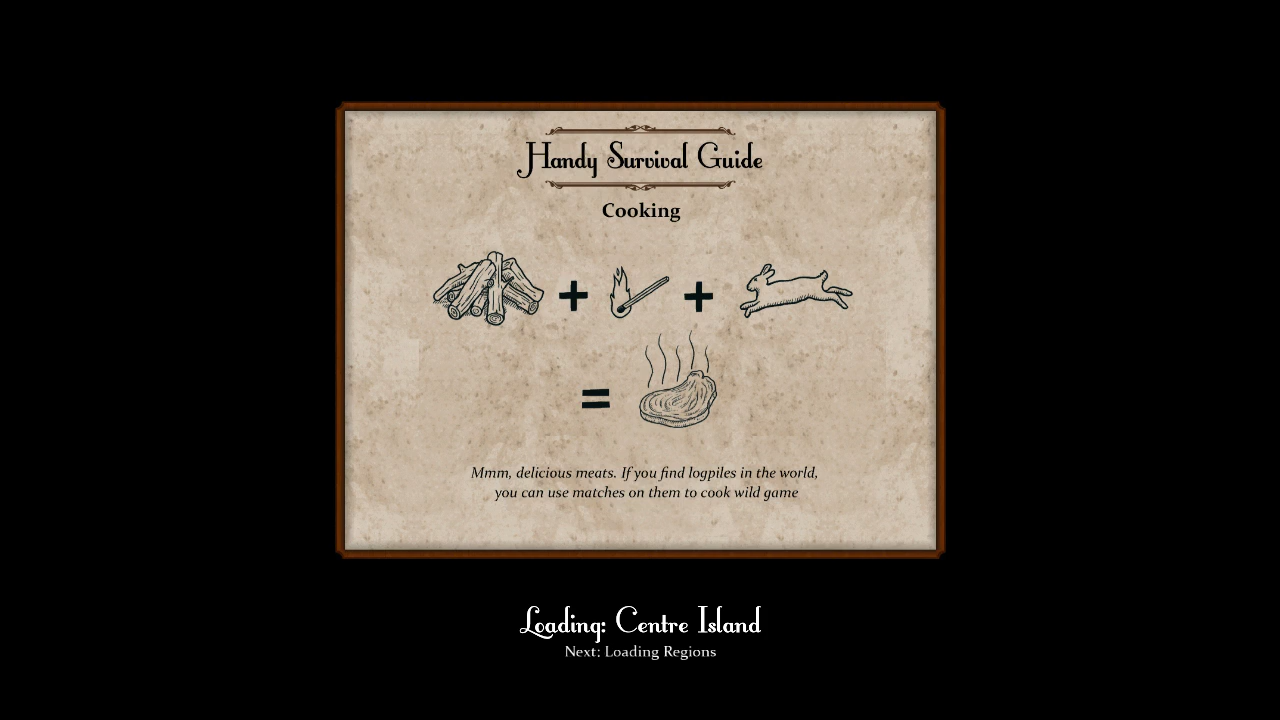 Handy Survival Guide
Cooking
+ +
=
Mmm, delicious meats. If you find logpiles in the world,
you can use matches on them to cook wild game
Loading: Centre Island
Next: Loading Regions